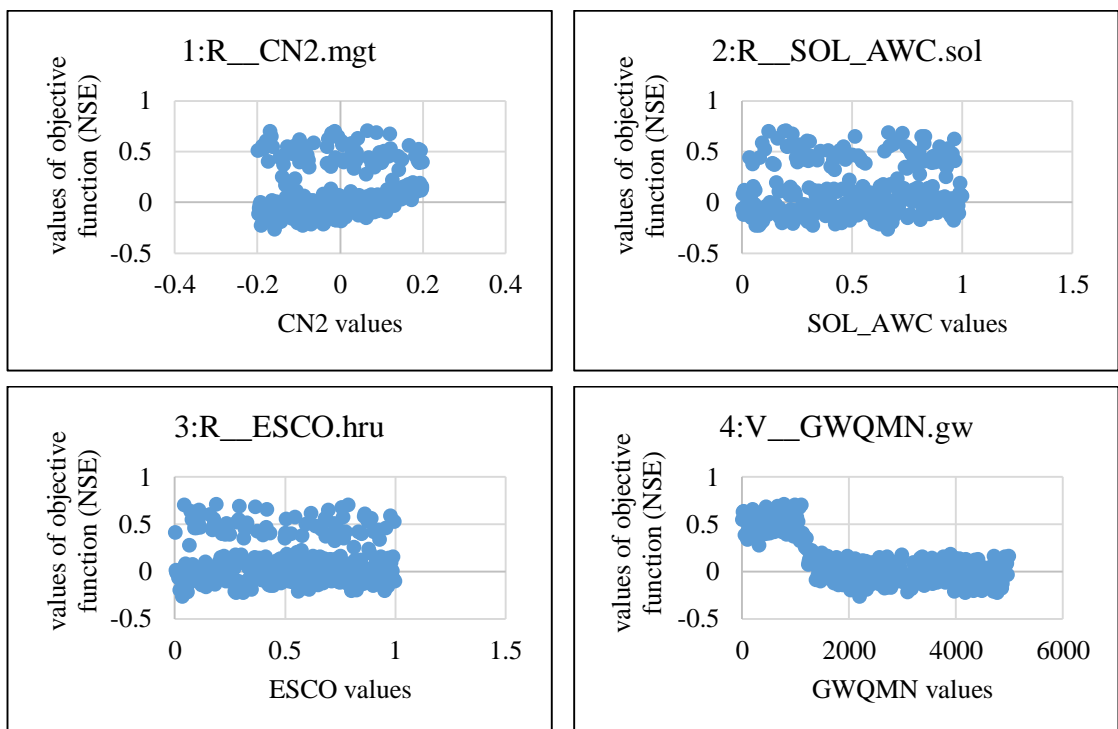 1:R__CN2.mgt
values of objective
function (NSE)
1
0.5
0
-0.5
-0.4
-0.2
0
0.2
0.4
CN2 values
2:R__SOL_AWC.sol
values of objective
function (NSE)
1
0.5
0
-0.5
0
0.5
1
1.5
SOL_AWC values
3:R__ESCO.hru
values of objective
function (NSE)
1
0.5
0
-0.5
0
0.5
1
1.5
ESCO values
4:V__GWQMN.gw
values of objective
function (NSE)
1
0.5
0
-0.5
0
2000
4000
6000
GWQMN values